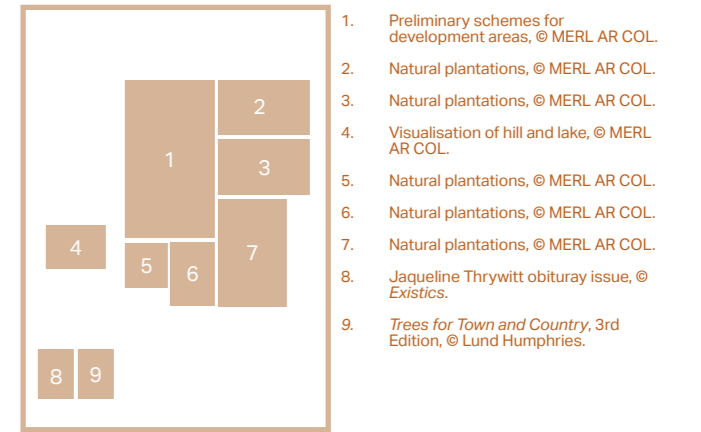 1
2
3
4
5
6
7
8
9
1. Preliminary schemes for
development areas, © MERL AR COL.
2. Natural plantations, © MERL AR COL.
3. Natural plantations, © MERL AR COL.
4. Visualisation of hill and lake, © MERL
AR COL.
5. Natural plantations, © MERL AR COL.
6. Natural plantations, © MERL AR COL.
7. Natural plantations, © MERL AR COL.
8. Jaqueline Thrywitt obituray issue, ©
Existics.
9. Trees for Town and Country, 3rd
Edition, © Lund Humphries.